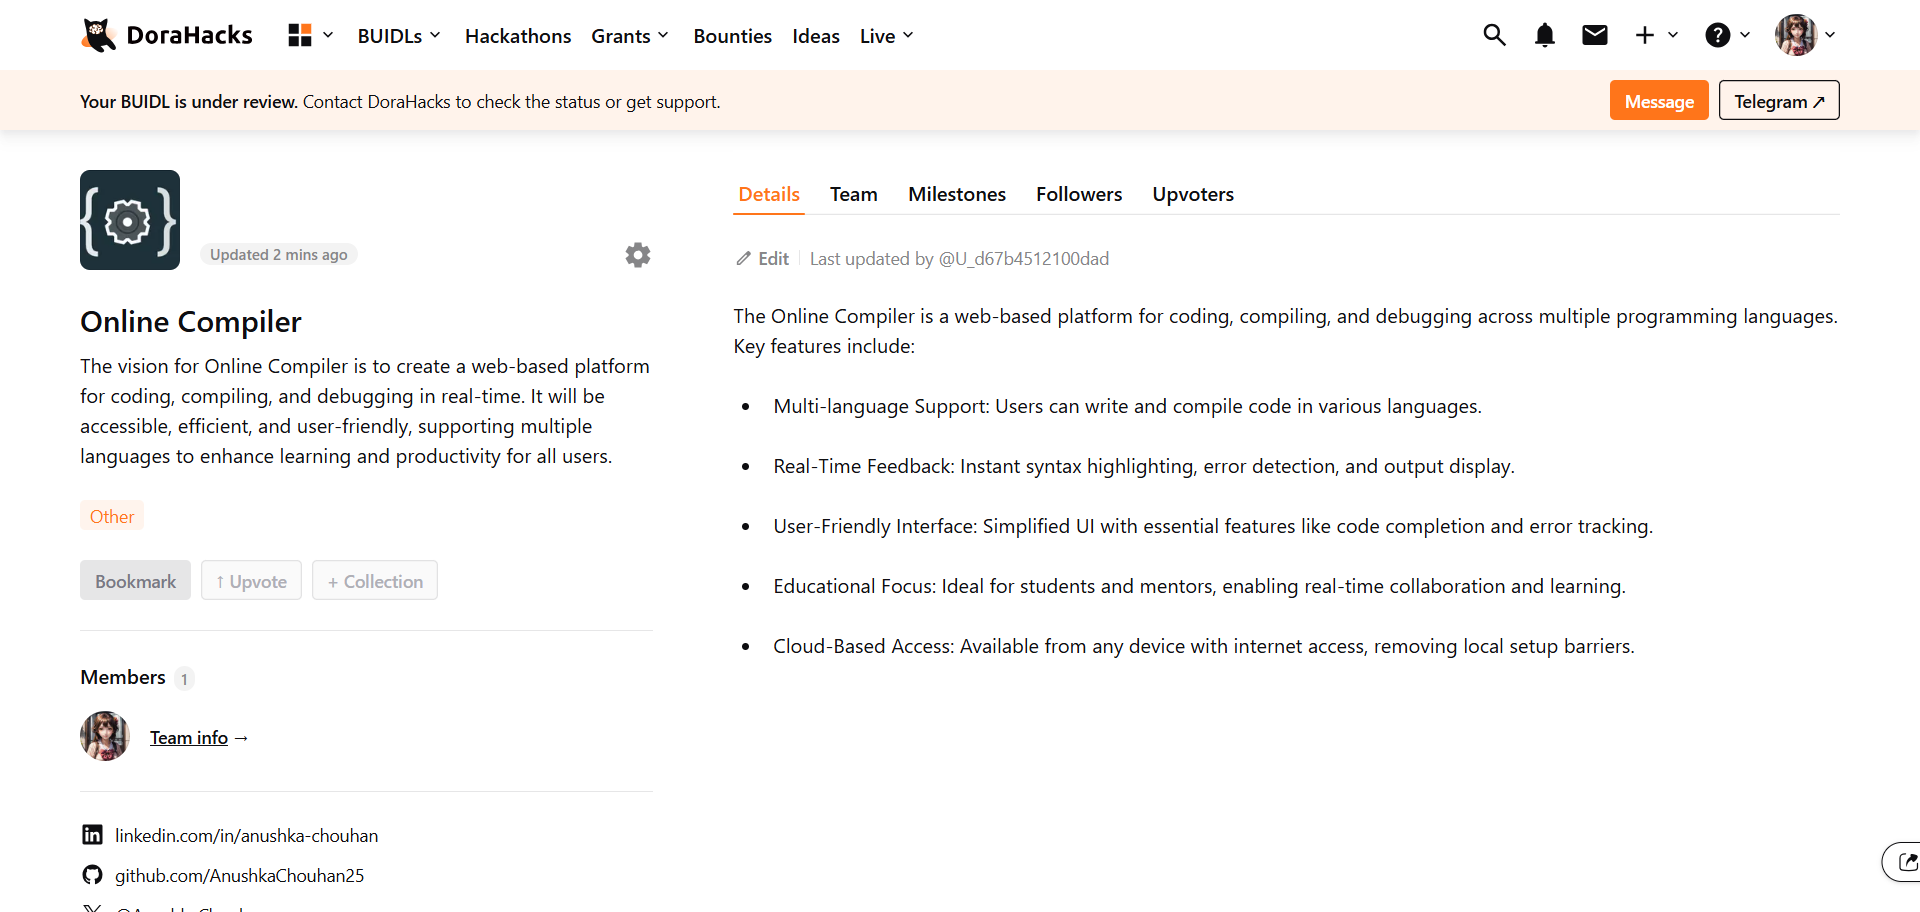 DoraHacks
BUIDLs
Hackathons
Grants
Bounties
Ideas
Live
Your BUIDL is under review. Contact DoraHacks to check the status or get support.
Message
Telegram ↗
Updated 2 mins ago
Online Compiler
The vision for Online Compiler is to create a web-based platform
for coding, compiling, and debugging in real-time. It will be
accessible, efficient, and user-friendly, supporting multiple
languages to enhance learning and productivity for all users.
Other
Bookmark
↑ Upvote
+ Collection
Members 1
Team info →
linkedin.com/in/anushka-chouhan
github.com/AnushkaChouhan25
Details
Team
Milestones
Followers
Upvoters
Edit
Last updated by @U_d67b4512100dad
The Online Compiler is a web-based platform for coding, compiling, and debugging across multiple programming languages.
Key features include:
• Multi-language Support: Users can write and compile code in various languages.
• Real-Time Feedback: Instant syntax highlighting, error detection, and output display.
• User-Friendly Interface: Simplified UI with essential features like code completion and error tracking.
• Educational Focus: Ideal for students and mentors, enabling real-time collaboration and learning.
• Cloud-Based Access: Available from any device with internet access, removing local setup barriers.